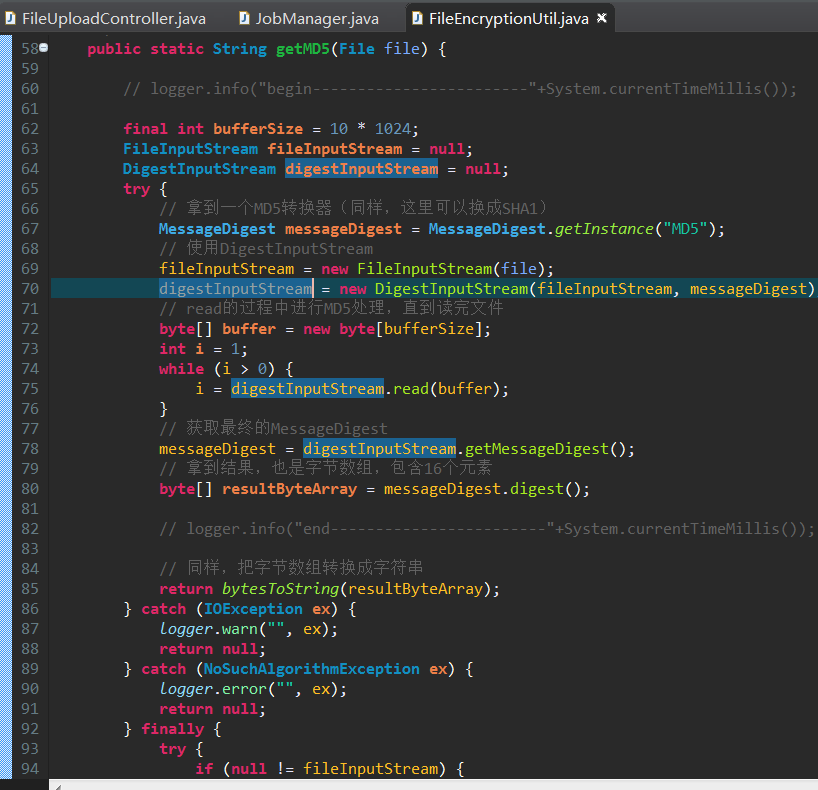 FileUploadController.java JobManager.java FileEncryptionUtil.java
58 public static String getMD5(File file) {
59
60 // logger.info("begin------------------------"+System.currentTimeMillis());
61
62 final int bufferSize = 10 * 1024;
63 FileInputStream fileInputStream = null;
64 DigestInputStream digestInputStream = null;
65 try {
66 // 拿到一个MD5转换器（同样，这里可以换成SHA1）
67 MessageDigest messageDigest = MessageDigest.getInstance("MD5");
68 // 使用DigestInputStream
69 fileInputStream = new FileInputStream(file);
70 digestInputStream = new DigestInputStream(fileInputStream, messageDigest)
71 // read的过程中进行MD5处理，直到读完文件
72 byte[] buffer = new byte[bufferSize];
73 int i = 1;
74 while (i > 0) {
75 i = digestInputStream.read(buffer);
76 }
77 // 获取最终的MessageDigest
78 messageDigest = digestInputStream.getMessageDigest();
79 // 拿到结果，也是字节数组，包含16个元素
80 byte[] resultByteArray = messageDigest.digest();
81
82 // logger.info("end------------------------"+System.currentTimeMillis());
83
84 // 同样，把字节数组转换成字符串
85 return bytesToString(resultByteArray);
86 } catch (IOException ex) {
87 logger.warn("", ex);
88 return null;
89 } catch (NoSuchAlgorithmException ex) {
90 logger.error("", ex);
91 return null;
92 } finally {
93 try {
94 if (null != fileInputStream) {